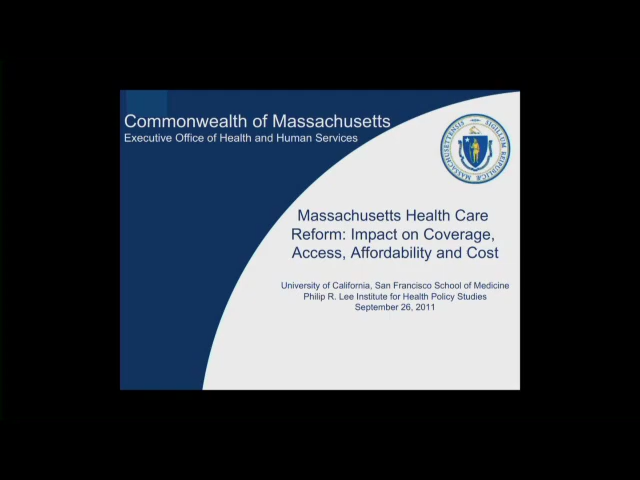 Commonwealth of Massachusetts
Executive Office of Health and Human Services
Massachusetts Health Care
Reform: Impact on Coverage,
Access, Affordability and Cost
University of California, San Francisco School of Medicine
Philip R. Lee Institute for Health Policy Studies
September 26, 2011